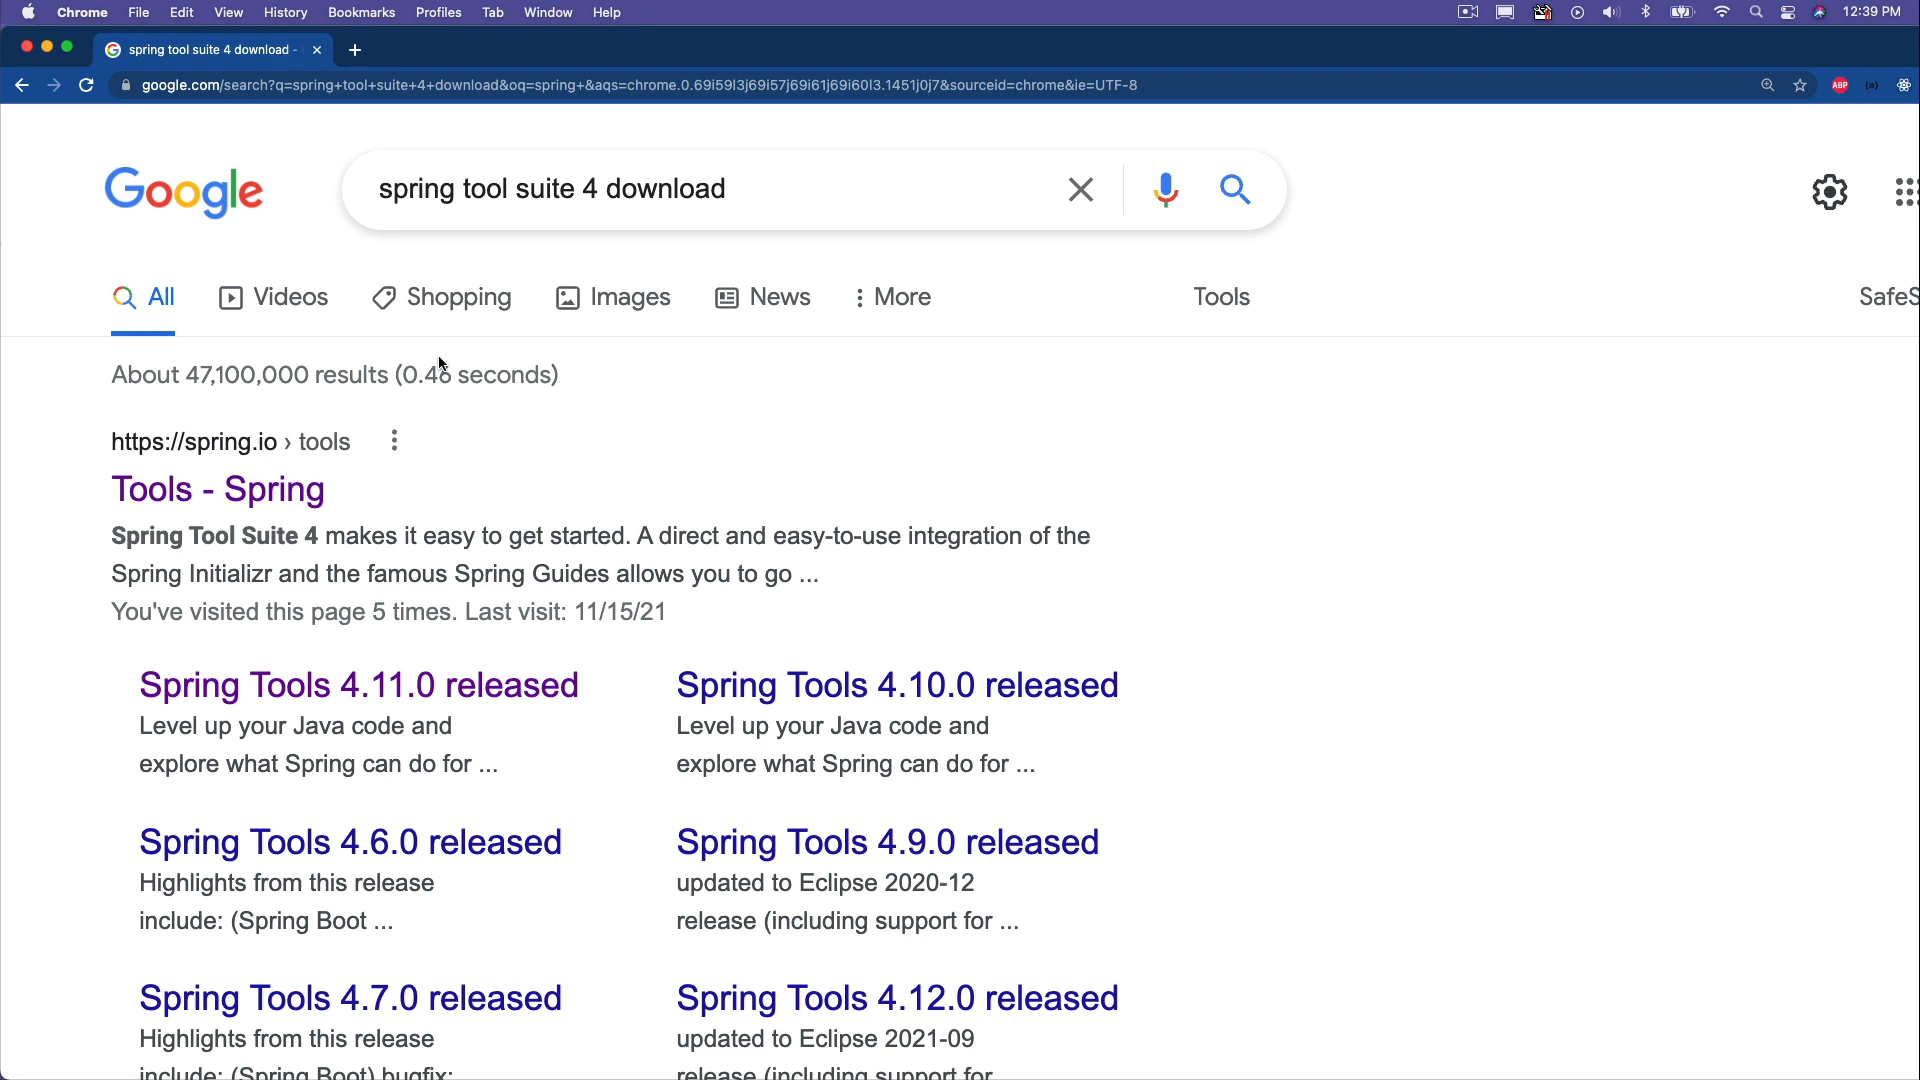 Chrome File Edit View History Bookmarks Profiles Tab Window Help 12:39 PM
spring tool suite 4 download -
google.com/search?q=spring+tool+suite+4+download&oq=spring+&aqs=chrome.0.69i59l3j69i57j69i61j69i60l3.1451j0j7&sourceid=chrome&ie=UTF-8 ABP
Google spring tool suite 4 download
All Videos Shopping Images News More Tools SafeS
About 47,100,000 results (0.46 seconds)
https://spring.io › tools
Tools - Spring
Spring Tool Suite 4 makes it easy to get started. A direct and easy-to-use integration of the
Spring Initializr and the famous Spring Guides allows you to go ...
You've visited this page 5 times. Last visit: 11/15/21
Spring Tools 4.11.0 released
Level up your Java code and
explore what Spring can do for ...
Spring Tools 4.10.0 released
Level up your Java code and
explore what Spring can do for ...
Spring Tools 4.6.0 released
Highlights from this release
include: (Spring Boot ...
Spring Tools 4.9.0 released
updated to Eclipse 2020-12
release (including support for ...
Spring Tools 4.7.0 released
Highlights from this release
include: (Spring Boot) bugfix:
Spring Tools 4.12.0 released
updated to Eclipse 2021-09
release (including support for